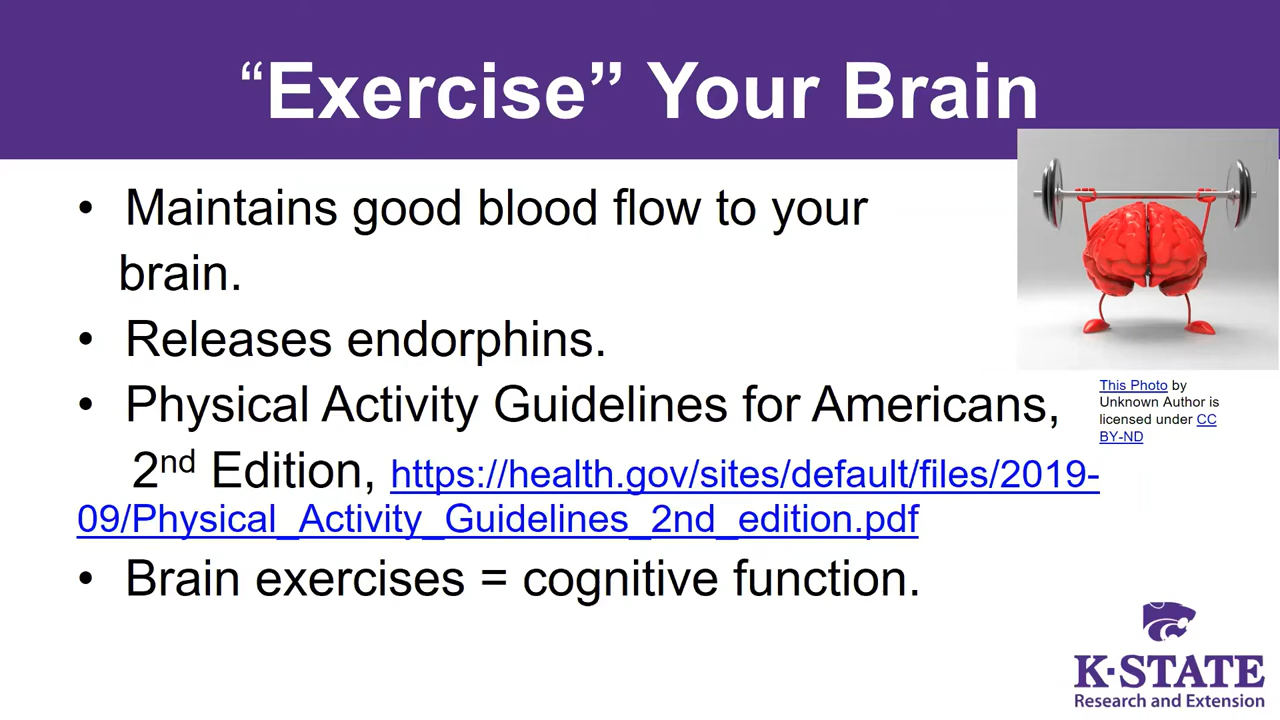 “Exercise” Your Brain
• Maintains good blood flow to your
brain.
• Releases endorphins.
• Physical Activity Guidelines for Americans,
2nd Edition, https://health.gov/sites/default/files/2019-
09/Physical_Activity_Guidelines_2nd_edition.pdf
• Brain exercises = cognitive function.
This Photo by
Unknown Author is
licensed under CC
BY-ND
K-STATE
Research and Extension